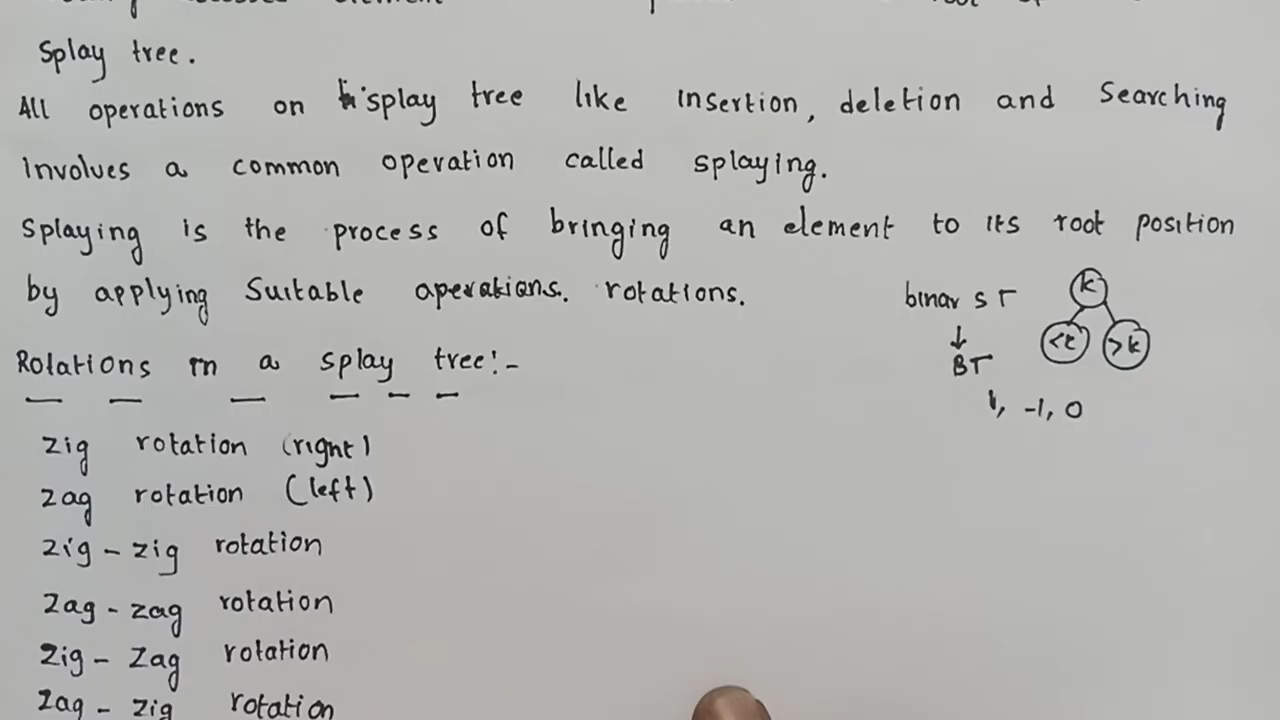 element
Splay tree.
All operations on splay tree like insertion, deletion and Searching
involves a common operation called splaying.
Splaying is the process of bringing an element to its root position
by applying Suitable operations. rotations.
binar S T
K
<K
>K
↓
BT
1, -1, 0
Rotations in a splay tree:-
zig rotation (right)
zag rotation (left)
zig - zig rotation
zag - zag rotation
zig - zag rotation
zag - zig rotation